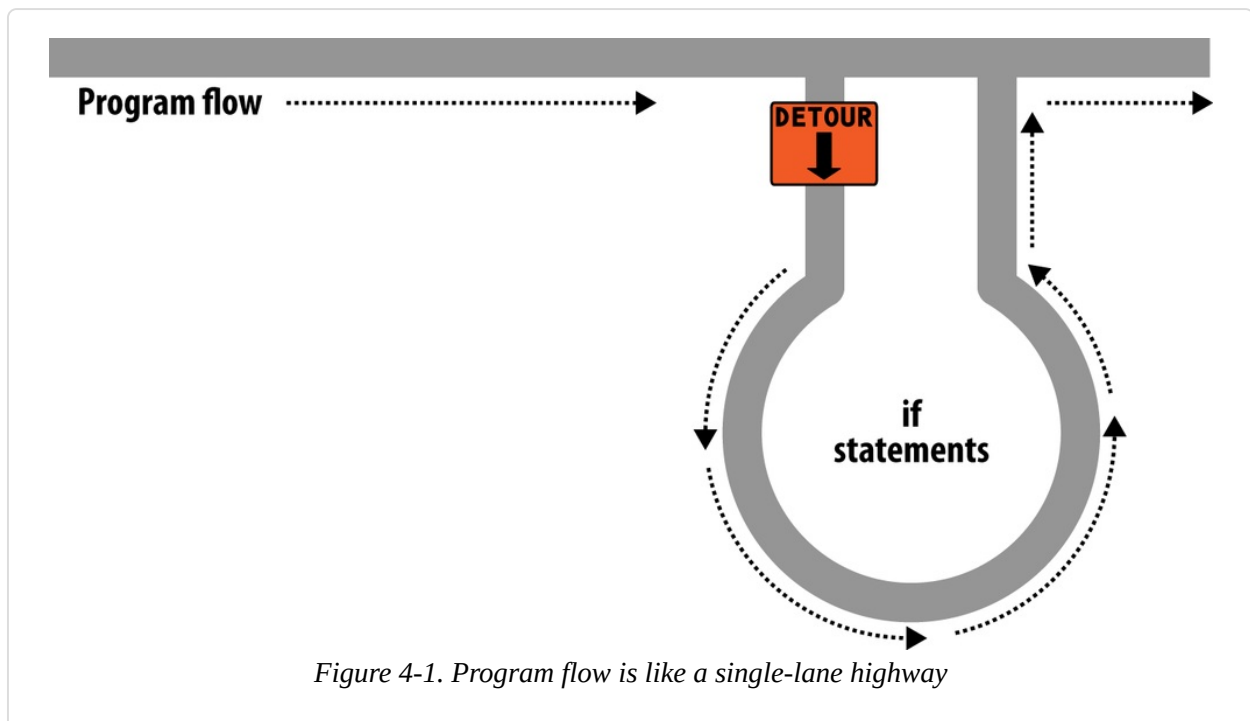 Program flow
DETOUR
if
statements
Figure 4-1. Program flow is like a single-lane highway